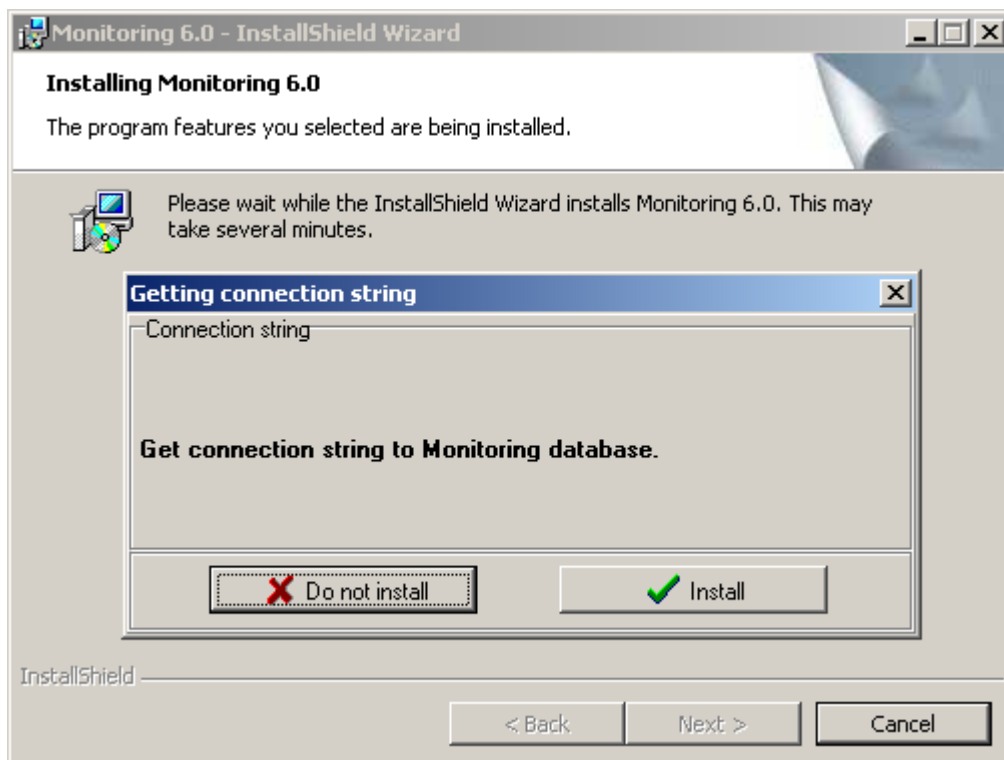 Monitoring 6.0 - InstallShield Wizard
Installing Monitoring 6.0
The program features you selected are being installed.
Please wait while the InstallShield Wizard installs Monitoring 6.0. This may
take several minutes.
Getting connection string
Connection string
Get connection string to Monitoring database.
Do not install
Install
InstallShield
< Back
Next >
Cancel